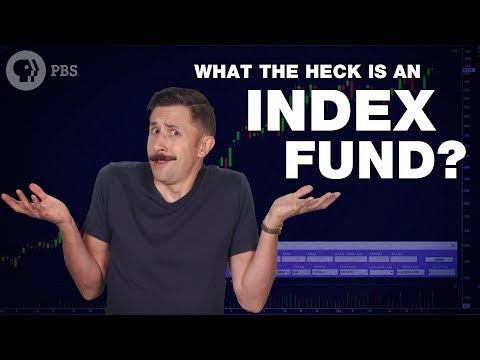 PBS
WHAT THE HECK IS AN
INDEX
FUND?